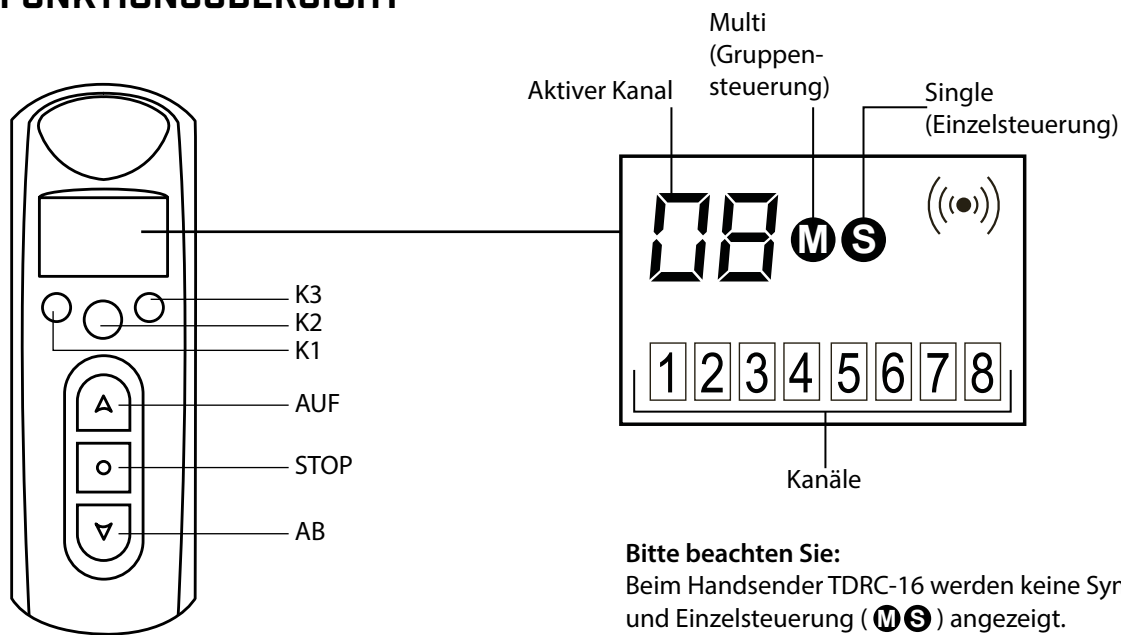 Multi
(Gruppen-
steuerung)
Aktiver Kanal
Single
(Einzelsteuerung)
08 M S
1 2 3 4 5 6 7 8
K3
K2
K1
AUF
STOP
AB
Kanäle
Bitte beachten Sie:
Beim Handsender TDRC-16 werden keine
und Einzelsteuerung ( M S ) angezeigt.